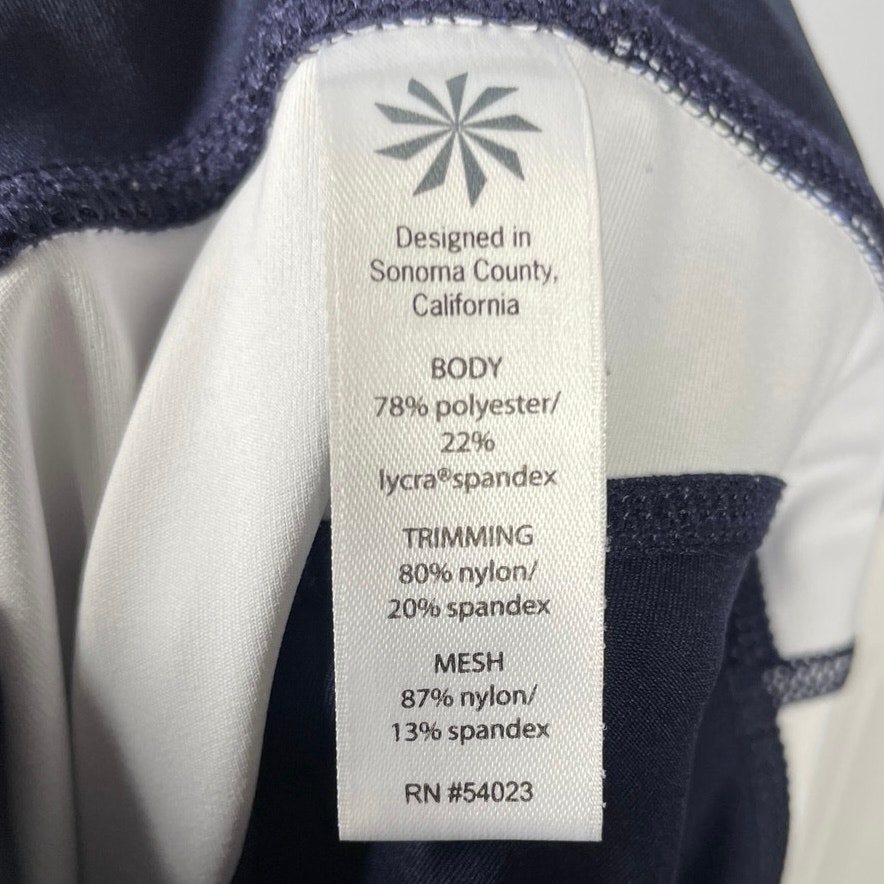 Designed in
Sonoma County,
California
BODY
78% polyester/
22%
lycra®spandex
TRIMMING
80% nylon/
20% spandex
MESH
87% nylon/
13% spandex
RN #54023